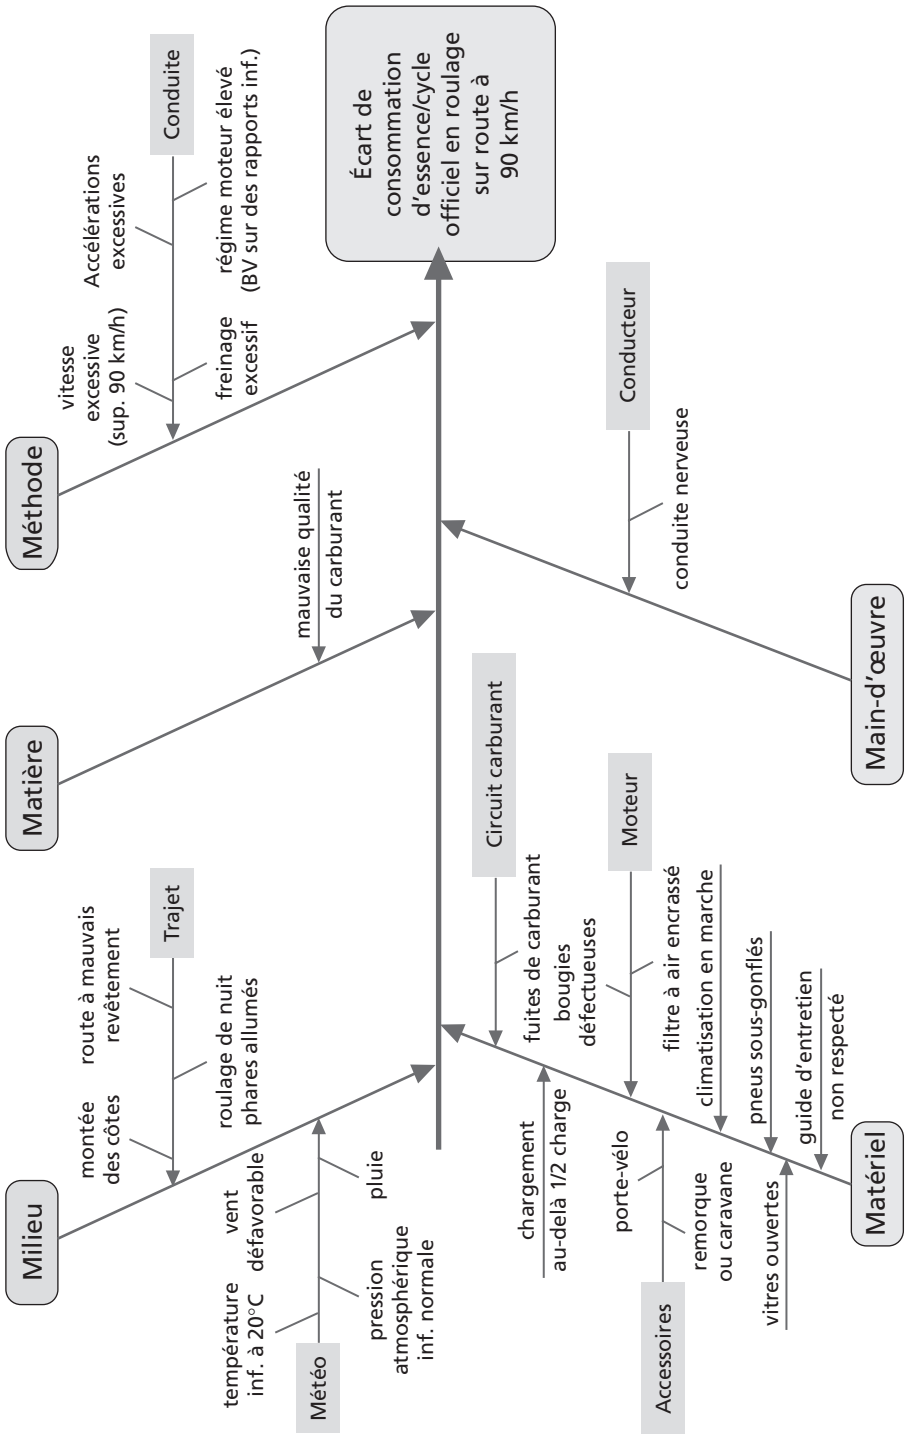 Milieu
Matière
Méthode
montée
des côtes
route à mauvais
revêtement
Trajet
roulage de nuit
phares allumés
température
inf. à 20°C
vent
défavorable
Météo
pression
atmosphérique
inf. normale
pluie
mauvaise qualité
du carburant
vitesse
excessive
(sup. 90 km/h)
Accélérations
excessives
Conduite
freinage
excessif
régime moteur élevé
(BV sur des rapports inf.)
Écart de
consommation
d'essence/cycle
officiel en roulage
sur route à
90 km/h
Circuit carburant
fuites de carburant
chargement
au-delà 1/2 charge
bougies
défectueuses
Moteur
filtre à air encrassé
porte-vélo
Accessoires
remorque
ou caravane
climatisation en marche
pneus sous-gonflés
vitres ouvertes
guide d'entretien
non respecté
Conducteur
conduite nerveuse
Matériel
Main-d'œuvre